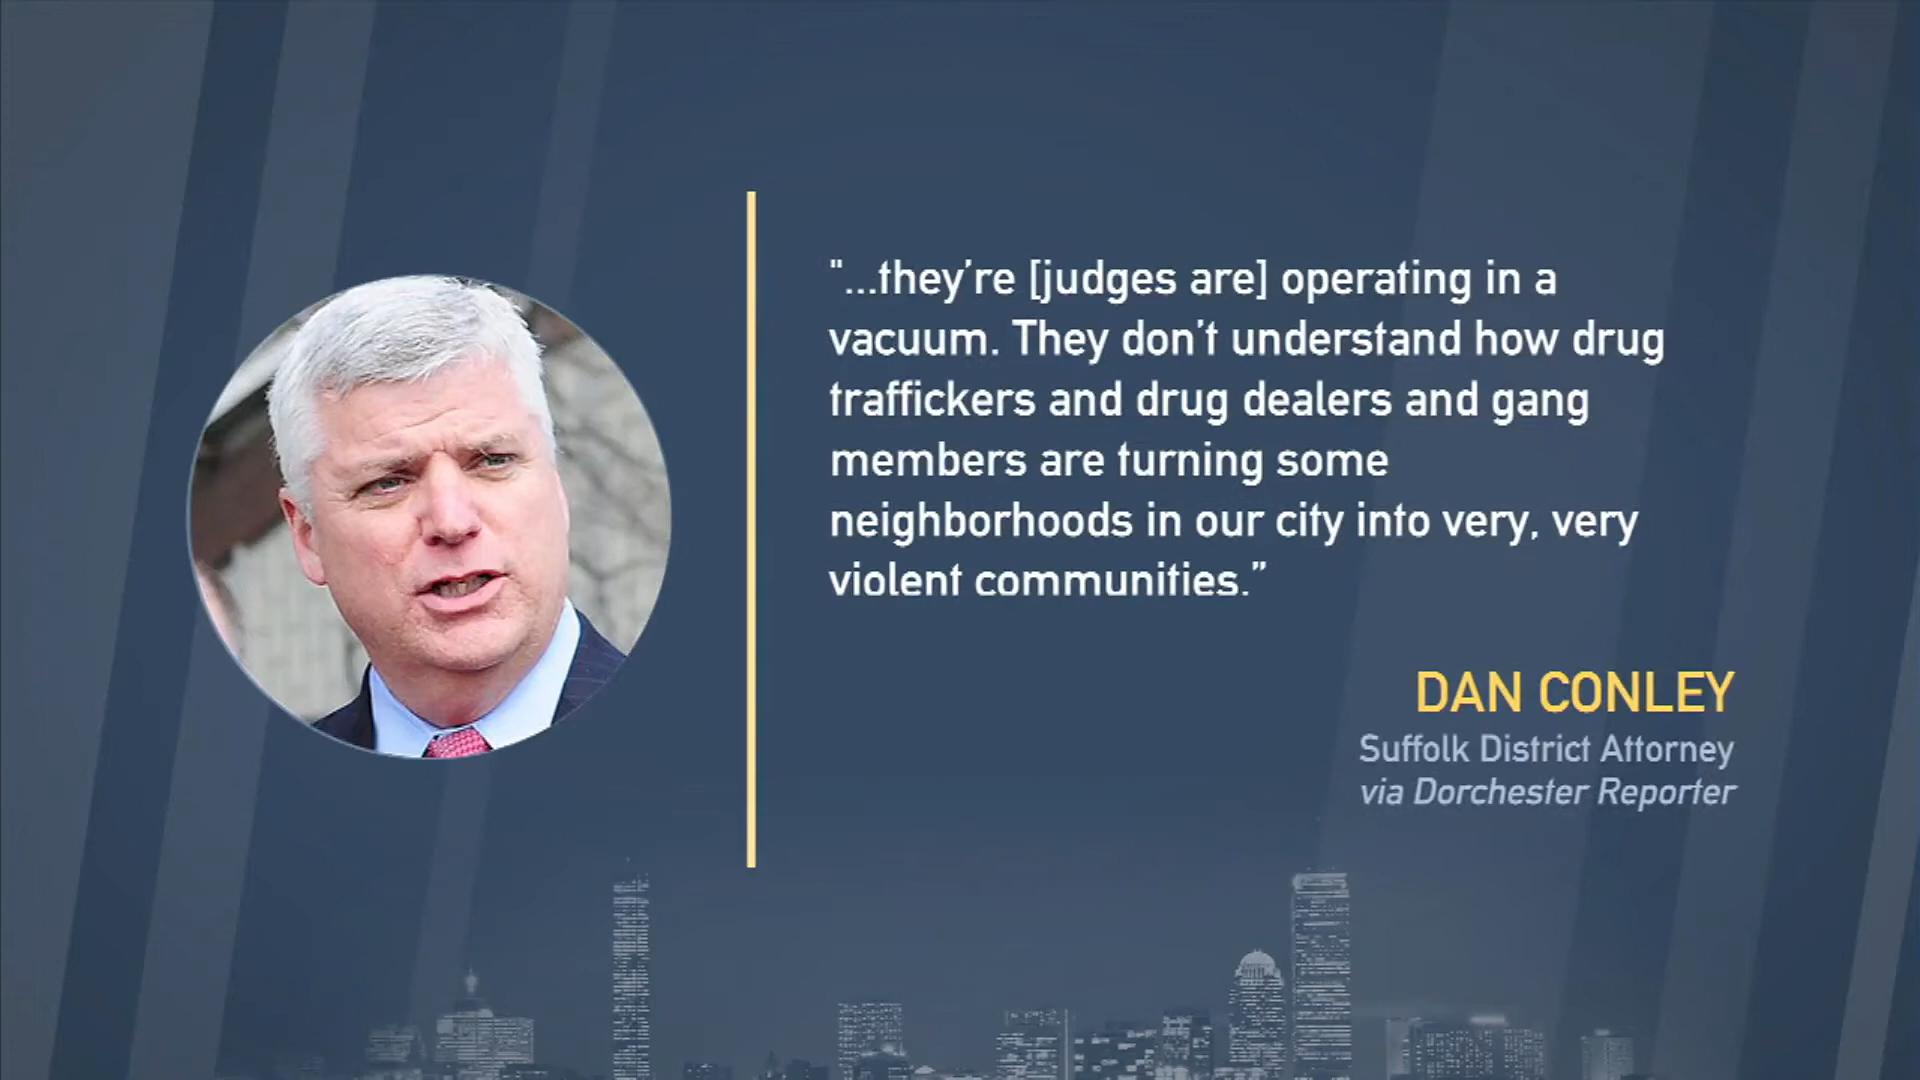 "...they’re [judges are] operating in a
vacuum. They don’t understand how drug
traffickers and drug dealers and gang
members are turning some
neighborhoods in our city into very, very
violent communities.”
DAN CONLEY
Suffolk District Attorney
via Dorchester Reporter